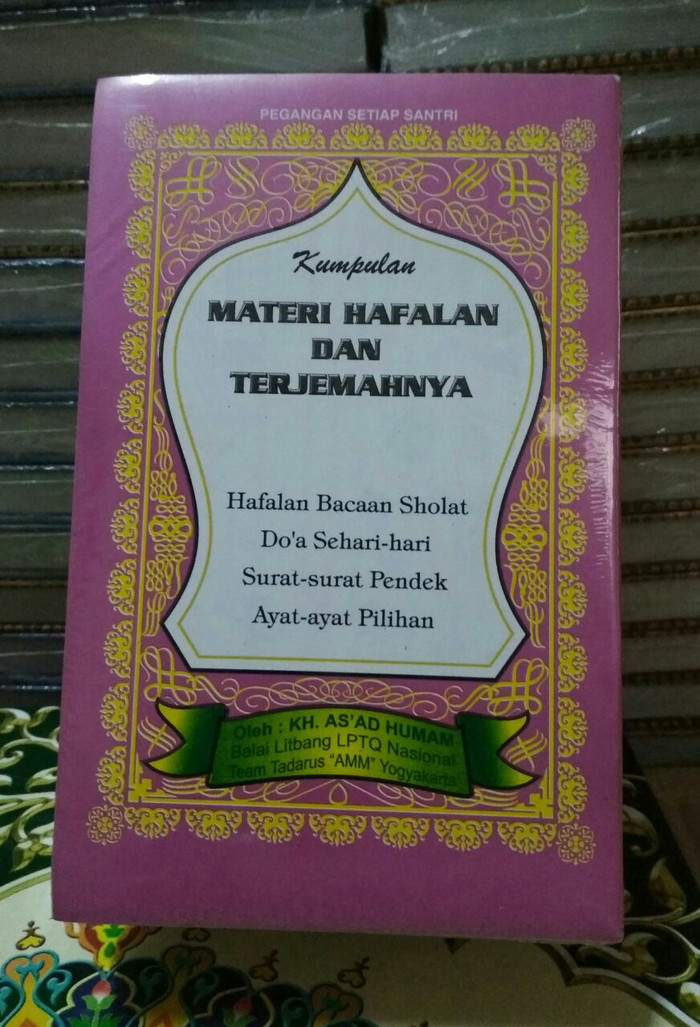 PEGANGAN SETIAP SANTRI
Kumpulan
MATERI HAFALAN
DAN
TERJEMAHNYA
Hafalan Bacaan Sholat
Do'a Sehari-hari
Surat-surat Pendek
Ayat-ayat Pilihan
Oleh : KH. AS'AD HUMAM
Balai Litbang LPTQ Nasional
Team Tadarus "AMM" Yogyakarta